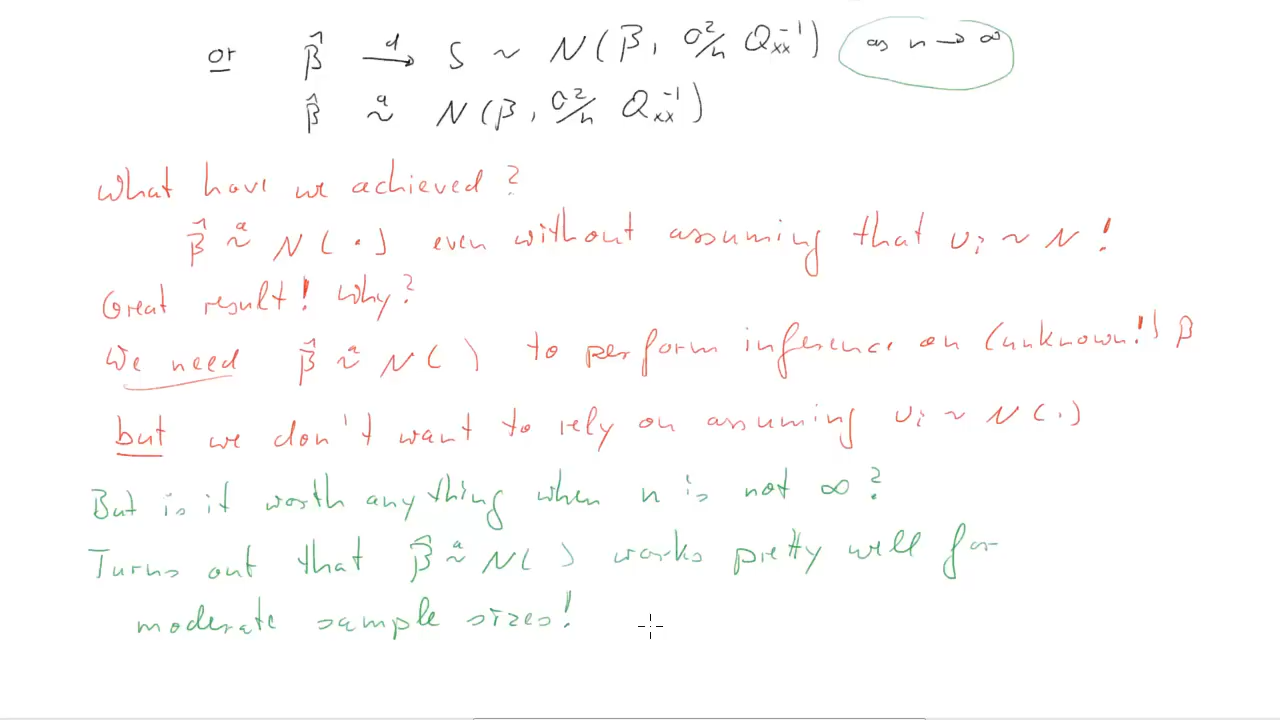 or β̂ →ᵈ S ~ N(β, σ²/n Qxx⁻¹) as n → ∞
β̂ ~ᵃ N(β, σ²/n Qxx⁻¹)
What have we achieved?
β̂ ~ᵃ N(.) even without assuming that υᵢ ~ N!
Great result! Why?
We need β̂ ~ᵃ N( ) to perform inference on (unknown!) β
but we don't want to rely on assuming υᵢ ~ N(.)
But is it worth anything when n is not ∞?
Turns out that β̂ ~ᵃ N( ) works pretty well for
moderate sample sizes!